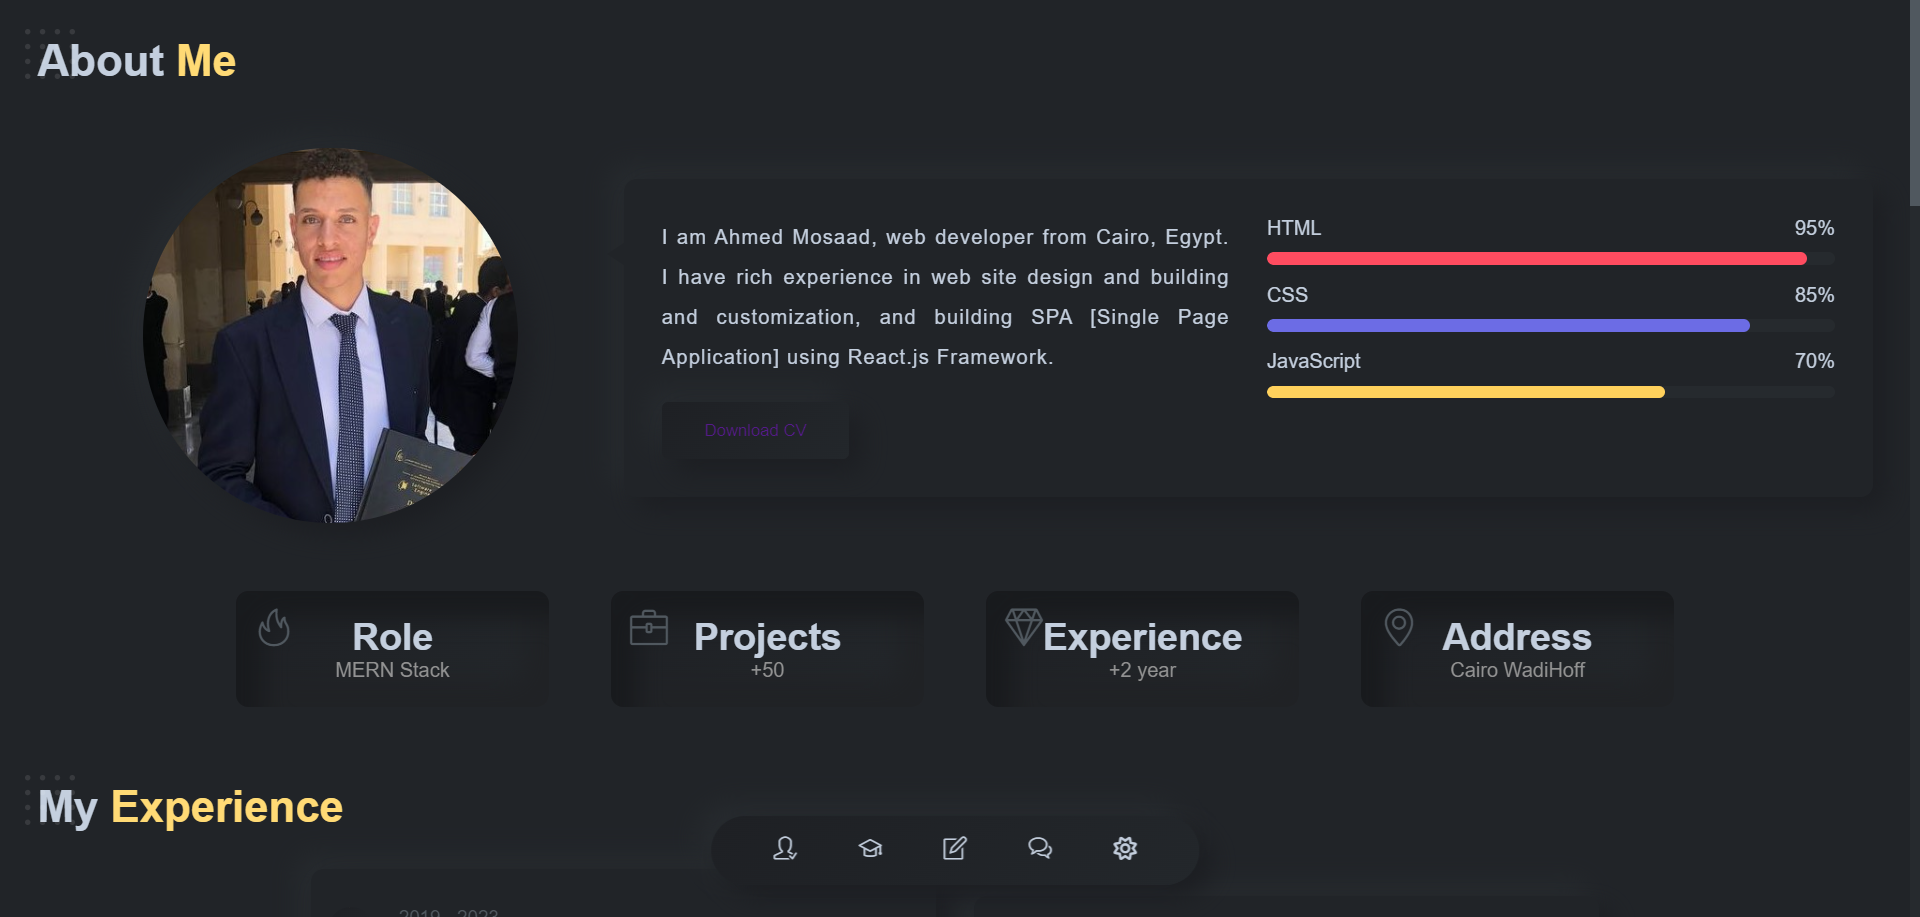 About Me
I am Ahmed Mosaad, web developer from Cairo, Egypt.
I have rich experience in web site design and building
and customization, and building SPA [Single Page
Application] using React.js Framework.
Download CV
HTML 95%
CSS 85%
JavaScript 70%
Role
MERN Stack
Projects
+50
Experience
+2 year
Address
Cairo WadiHoff
My Experience
2019 - 2023